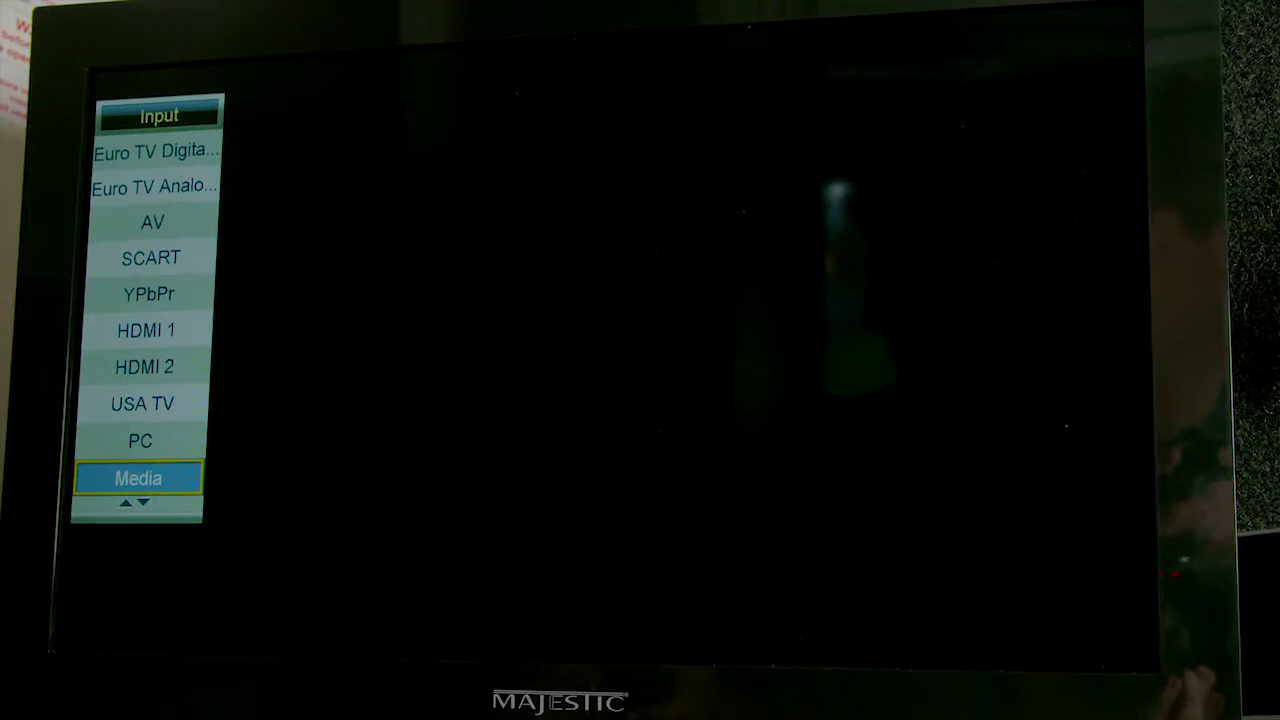 Input
Euro TV Digita...
Euro TV Analo...
AV
SCART
YPbPr
HDMI 1
HDMI 2
USA TV
PC
Media
MAJESTIC